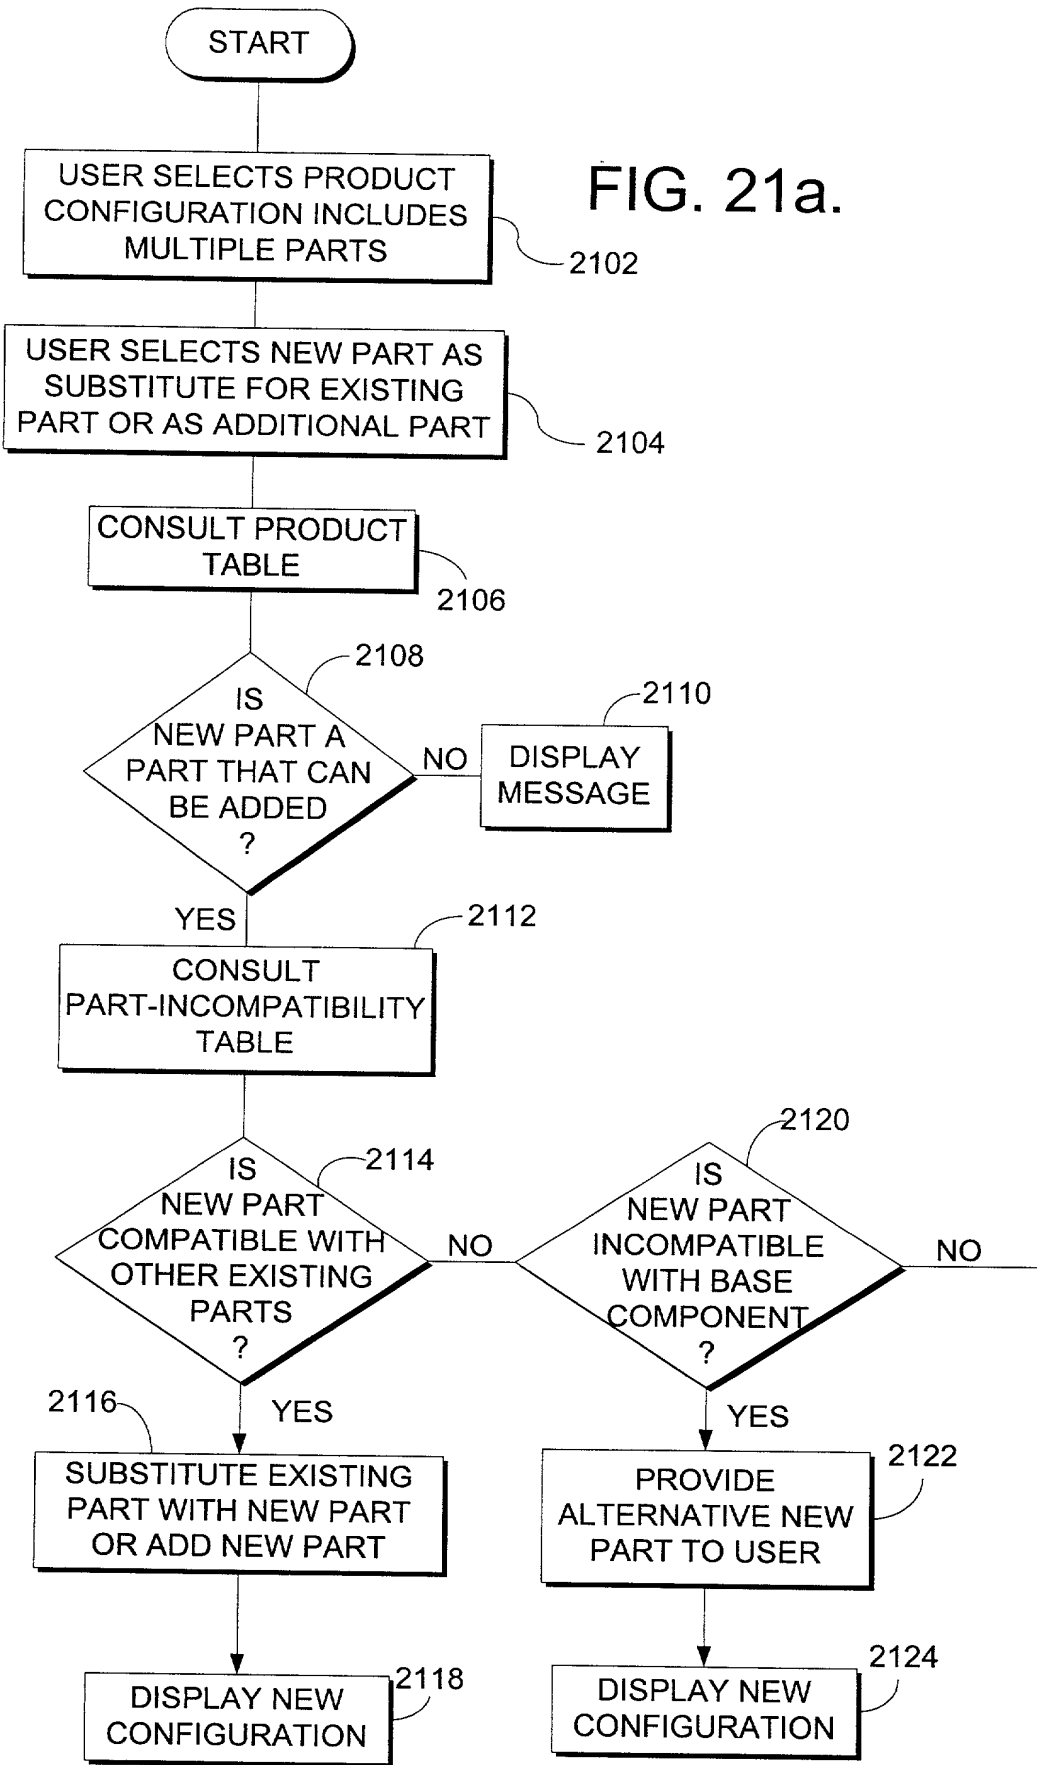 START
FIG. 21a.
USER SELECTS PRODUCT
CONFIGURATION INCLUDES
MULTIPLE PARTS
2102
USER SELECTS NEW PART AS
SUBSTITUTE FOR EXISTING
PART OR AS ADDITIONAL PART
2104
CONSULT PRODUCT
TABLE
2106
2108
IS
NEW PART A
PART THAT CAN
BE ADDED
?
NO
2110
DISPLAY
MESSAGE
YES
2112
CONSULT
PART-INCOMPATIBILITY
TABLE
2114
IS
NEW PART
COMPATIBLE WITH
OTHER EXISTING
PARTS
?
NO
2120
IS
NEW PART
INCOMPATIBLE
WITH BASE
COMPONENT
?
NO
YES
2116
SUBSTITUTE EXISTING
PART WITH NEW PART
OR ADD NEW PART
YES
2122
PROVIDE
ALTERNATIVE NEW
PART TO USER
2118
DISPLAY NEW
CONFIGURATION
2124
DISPLAY NEW
CONFIGURATION